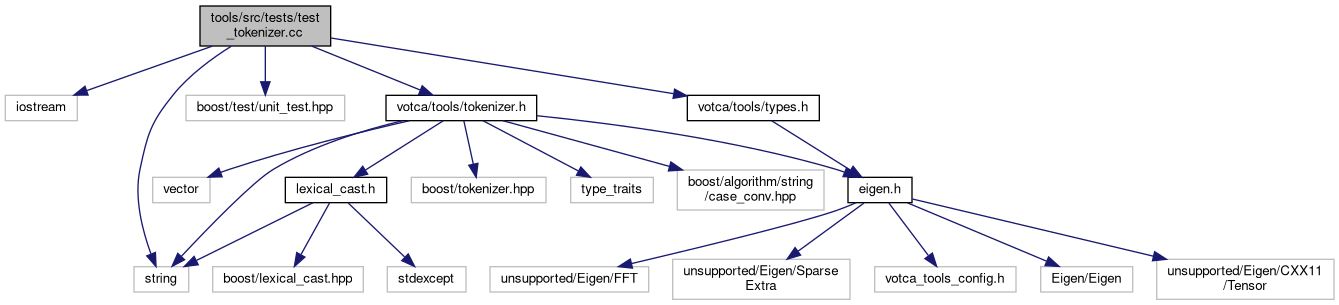 tools/src/tests/test
_tokenizer.cc
iostream
boost/test/unit_test.hpp
votca/tools/tokenizer.h
votca/tools/types.h
vector
lexical_cast.h
boost/tokenizer.hpp
type_traits
boost/algorithm/string
/case_conv.hpp
eigen.h
string
boost/lexical_cast.hpp
stdexcept
unsupported/Eigen/FFT
unsupported/Eigen/Sparse
Extra
votca_tools_config.h
Eigen/Eigen
unsupported/Eigen/CXX11
/Tensor